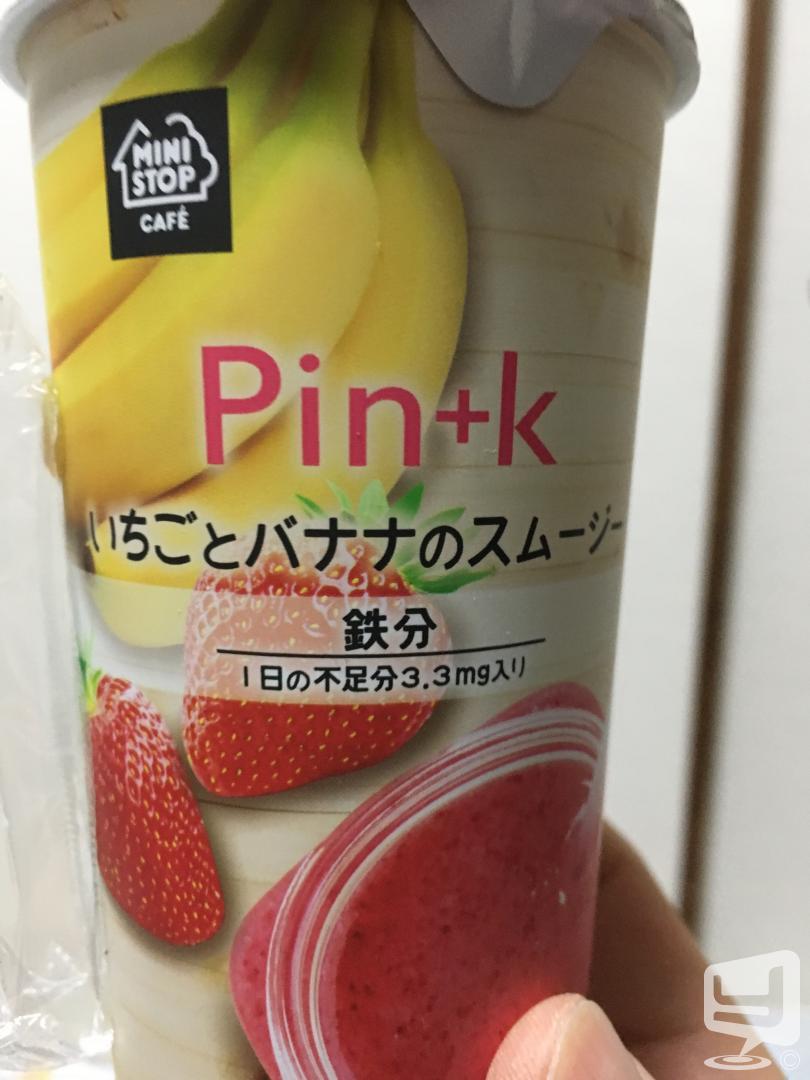 MINI
STOP
CAFÉ
Pin+k
いちごとバナナのスムージー
鉄分
1日の不足分3.3mg入り